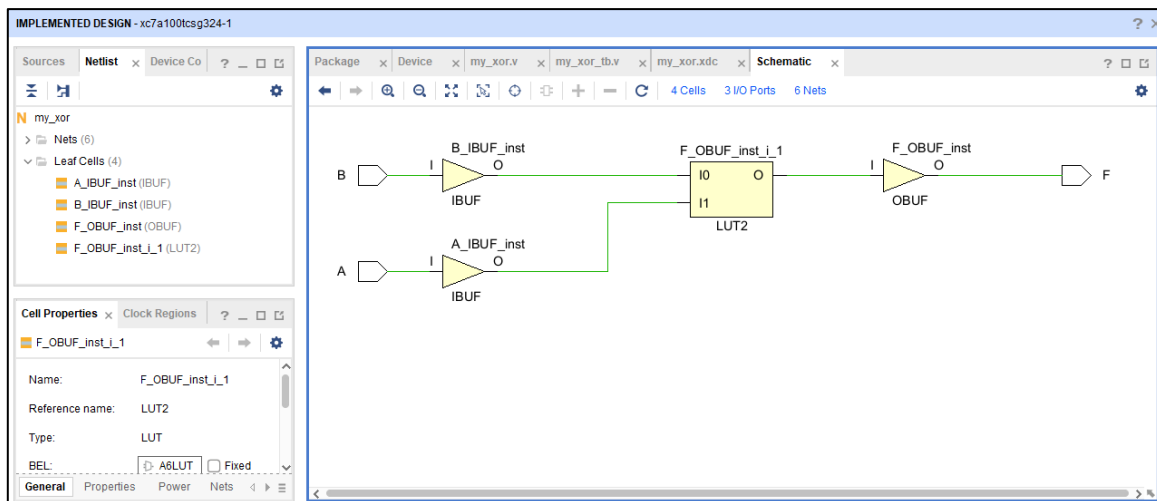 IMPLEMENTED DESIGN - xc7a100tcsg324-1
Sources Netlist Device Co
my_xor
Nets (6)
Leaf Cells (4)
A_IBUF_inst (IBUF)
B_IBUF_inst (IBUF)
F_OBUF_inst (OBUF)
F_OBUF_inst_i_1 (LUT2)
Cell Properties Clock Regions
F_OBUF_inst_i_1
Name: F_OBUF_inst_i_1
Reference name: LUT2
Type: LUT
BEL: A6LUT Fixed
General Properties Power Nets
Package Device my_xor.v my_xor_tb.v my_xor.xdc Schematic
4 Cells 3 I/O Ports 6 Nets
B_IBUF_inst F_OBUF_inst_i_1 F_OBUF_inst
B I O I0 O I O F
IBUF I1 OBUF
LUT2
A_IBUF_inst
A I O
IBUF